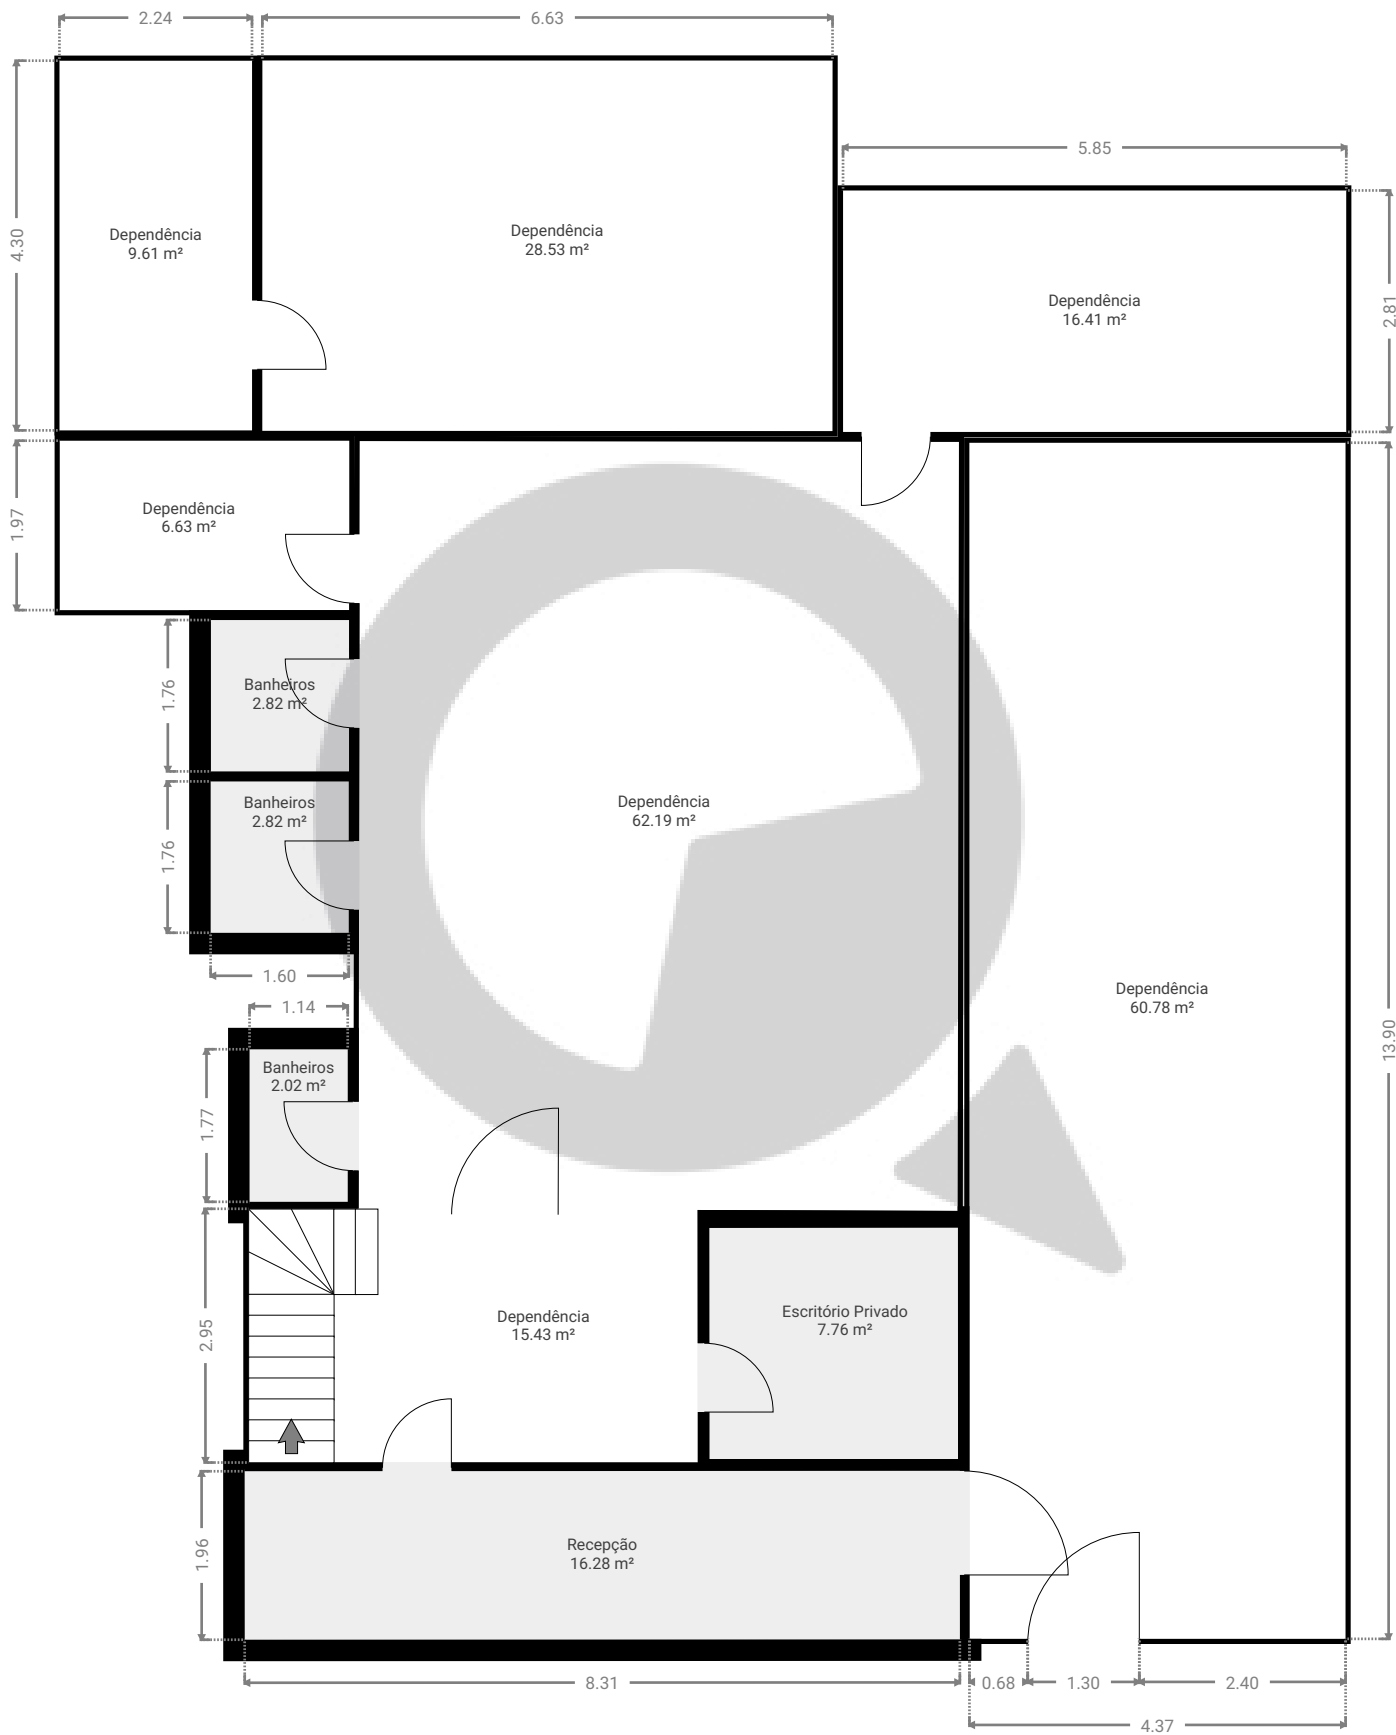 2.24
6.63
5.85
4.30
2.81
Dependência
9.61 m²
Dependência
28.53 m²
Dependência
16.41 m²
1.97
Dependência
6.63 m²
1.76
Banheiros
2.82 m²
1.76
Banheiros
2.82 m²
Dependência
62.19 m²
1.60
1.14
Dependência
60.78 m²
13.90
1.77
Banheiros
2.02 m²
2.95
Dependência
15.43 m²
Escritório Privado
7.76 m²
1.96
Recepção
16.28 m²
8.31
0.68
1.30
2.40
4.37